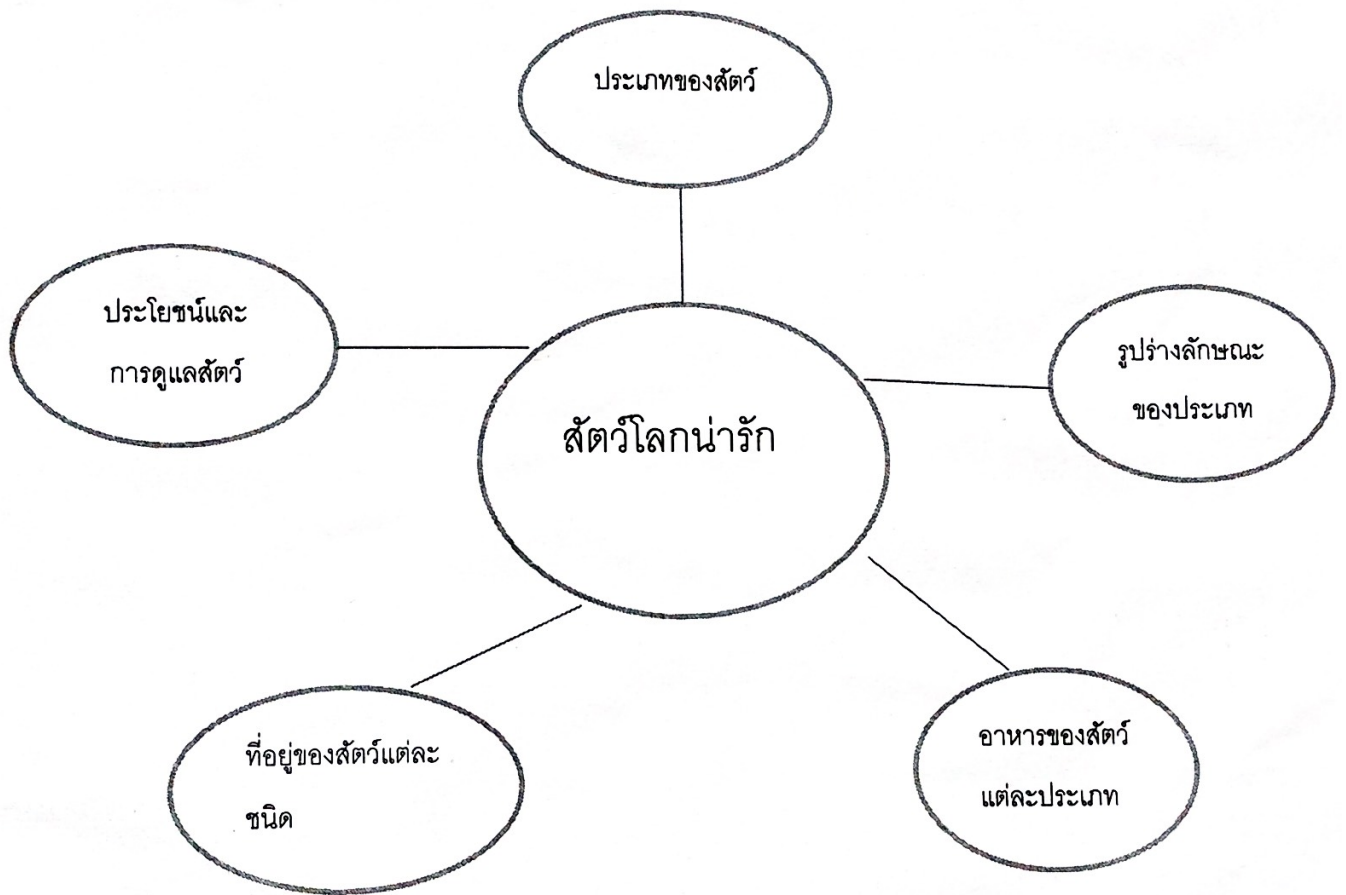 ประเภทของสัตว์
ประโยชน์และ
การดูแลสัตว์
รูปร่างลักษณะ
ของประเภท
สัตว์โลกน่ารัก
ที่อยู่ของสัตว์แต่ละ
ชนิด
อาหารของสัตว์
แต่ละประเภท